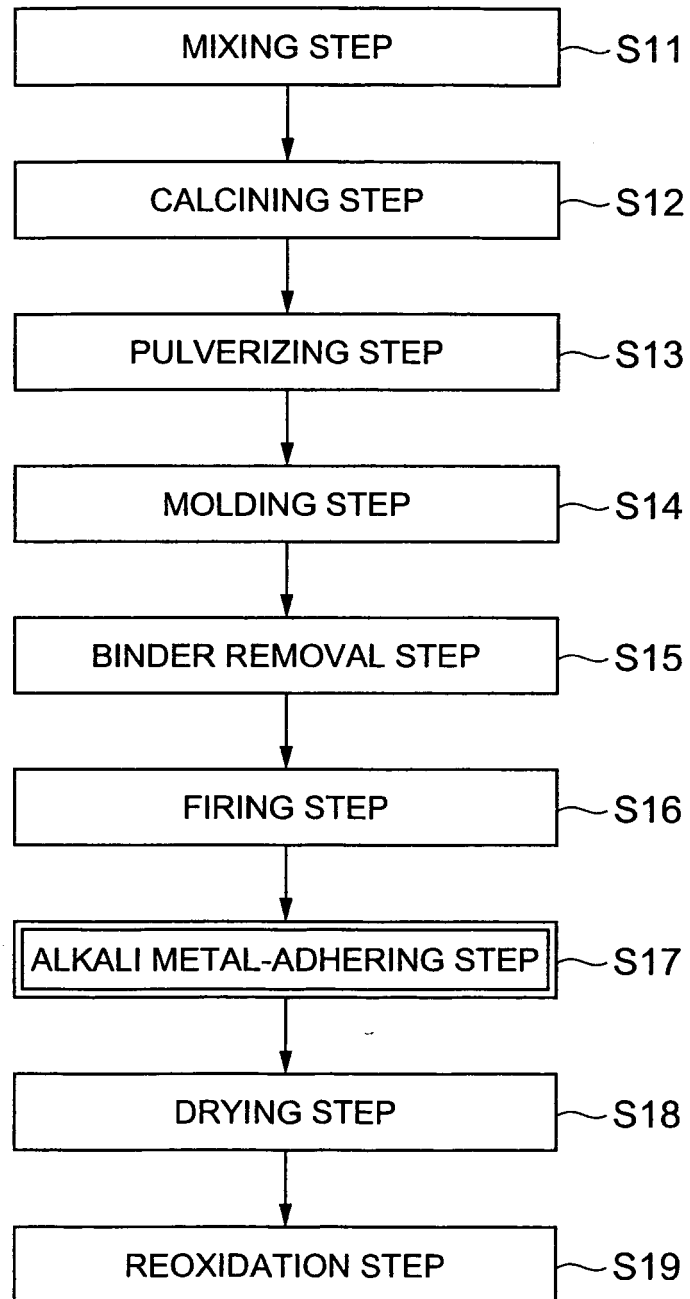 MIXING STEP S11
CALCINING STEP S12
PULVERIZING STEP S13
MOLDING STEP S14
BINDER REMOVAL STEP S15
FIRING STEP S16
ALKALI METAL-ADHERING STEP S17
DRYING STEP S18
REOXIDATION STEP S19